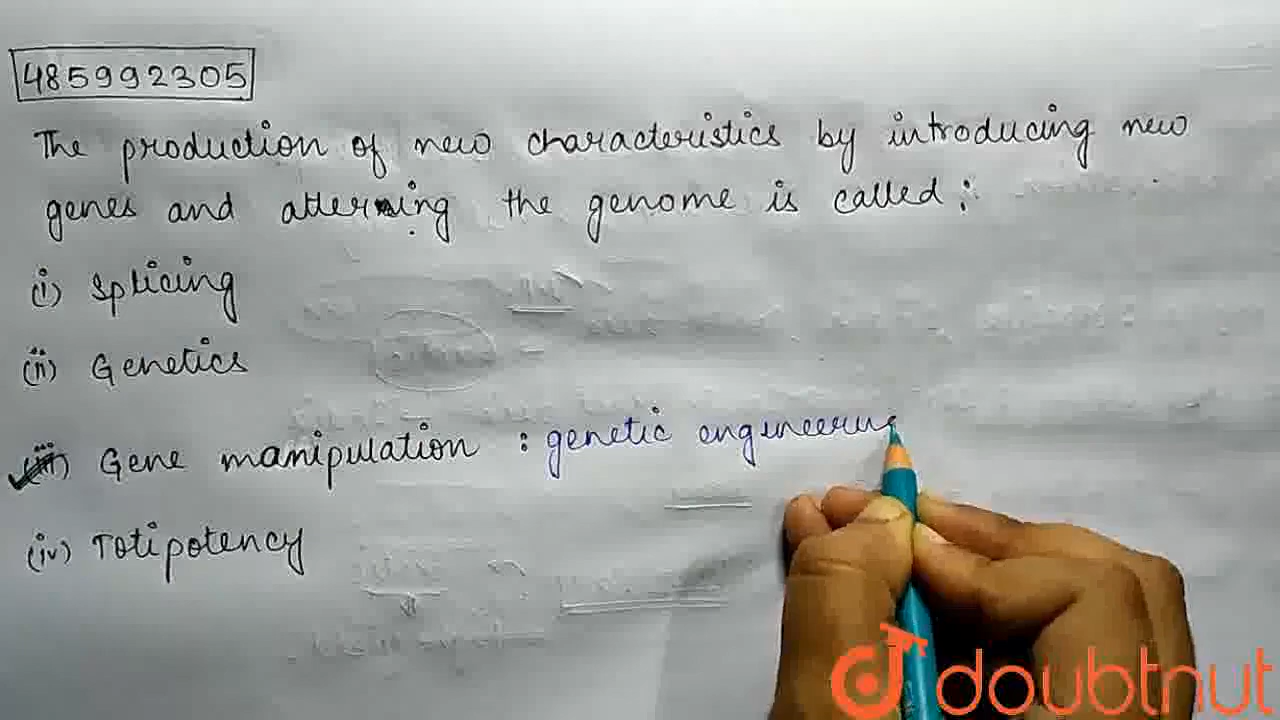 485992305
The production of new characteristics by introducing new
genes and altering the genome is called:
(i) Splicing
(ii) Genetics
(iii) Gene manipulation : genetic engineerin
(iv) Totipotency
doubtnut